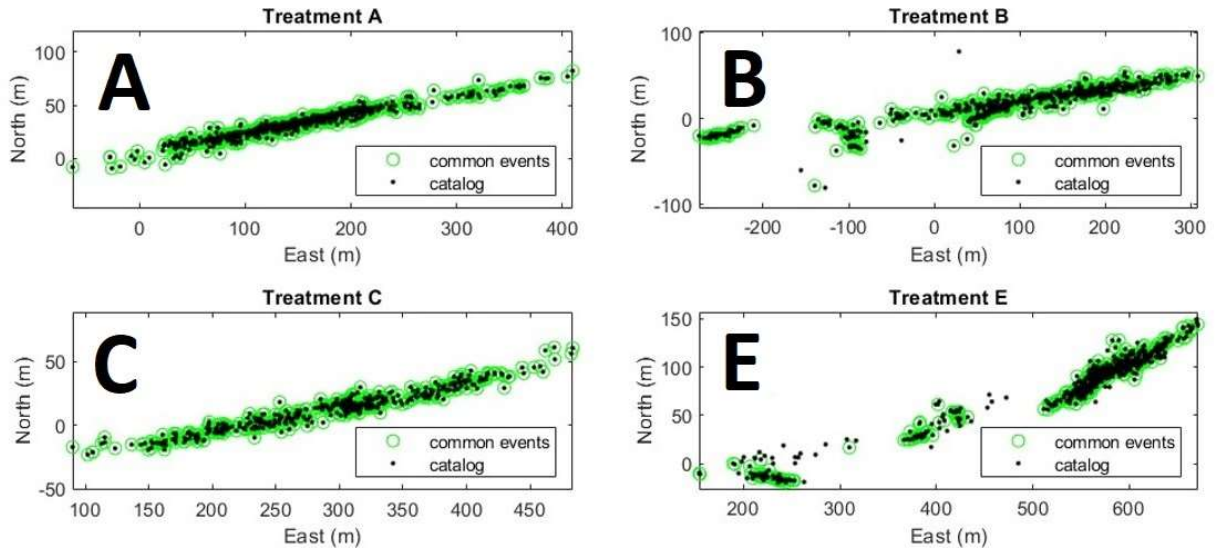 Treatment A
A
100
50
0
North (m)
0
100
200
300
400
East (m)
common events
catalog
Treatment B
B
100
0
-100
North (m)
-200
-100
0
100
200
300
East (m)
common events
catalog
Treatment C
C
50
0
-50
North (m)
100
150
200
250
300
350
400
450
East (m)
common events
catalog
Treatment E
E
150
100
50
0
North (m)
200
300
400
500
600
East (m)
common events
catalog